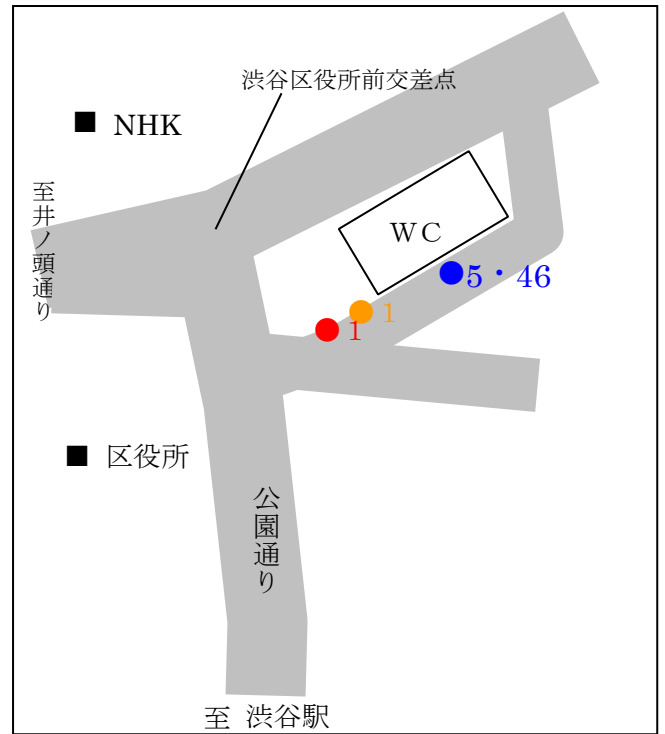 渋谷区役所前交差点
■ NHK
至井ノ頭通り
WC
●5・46
●1
●1
■ 区役所
公園通り
至 渋谷駅